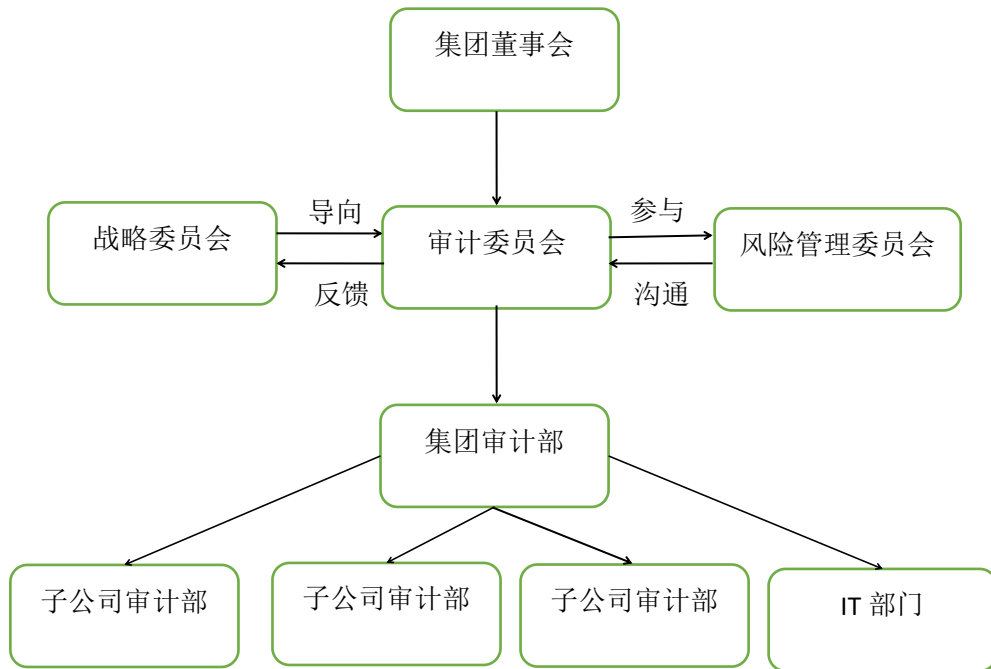 集团董事会
导向
参与
战略委员会
审计委员会
风险管理委员会
反馈
沟通
集团审计部
子公司审计部
子公司审计部
子公司审计部
IT 部门